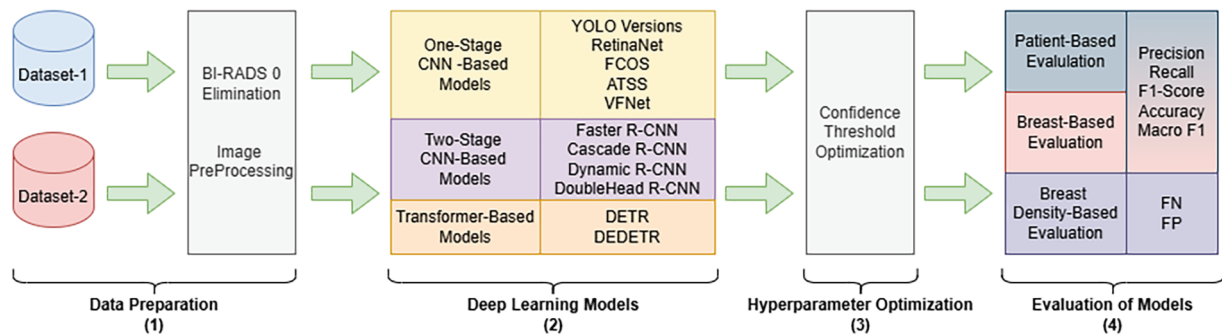 Dataset-1
Dataset-2
BI-RADS 0
Elimination
Image
PreProcessing
One-Stage
CNN -Based
Models
YOLO Versions
RetinaNet
FCOS
ATSS
VFNet
Two-Stage
CNN-Based
Models
Faster R-CNN
Cascade R-CNN
Dynamic R-CNN
DoubleHead R-CNN
Transformer-Based
Models
DETR
DEDETR
Confidence
Threshold
Optimization
Patient-Based
Evalulation
Precision
Recall
F1-Score
Accuracy
Macro F1
Breast-Based
Evaluation
Breast
Density-Based
Evaluation
FN
FP
Data Preparation
(1)
Deep Learning Models
(2)
Hyperparameter Optimization
(3)
Evaluation of Models
(4)